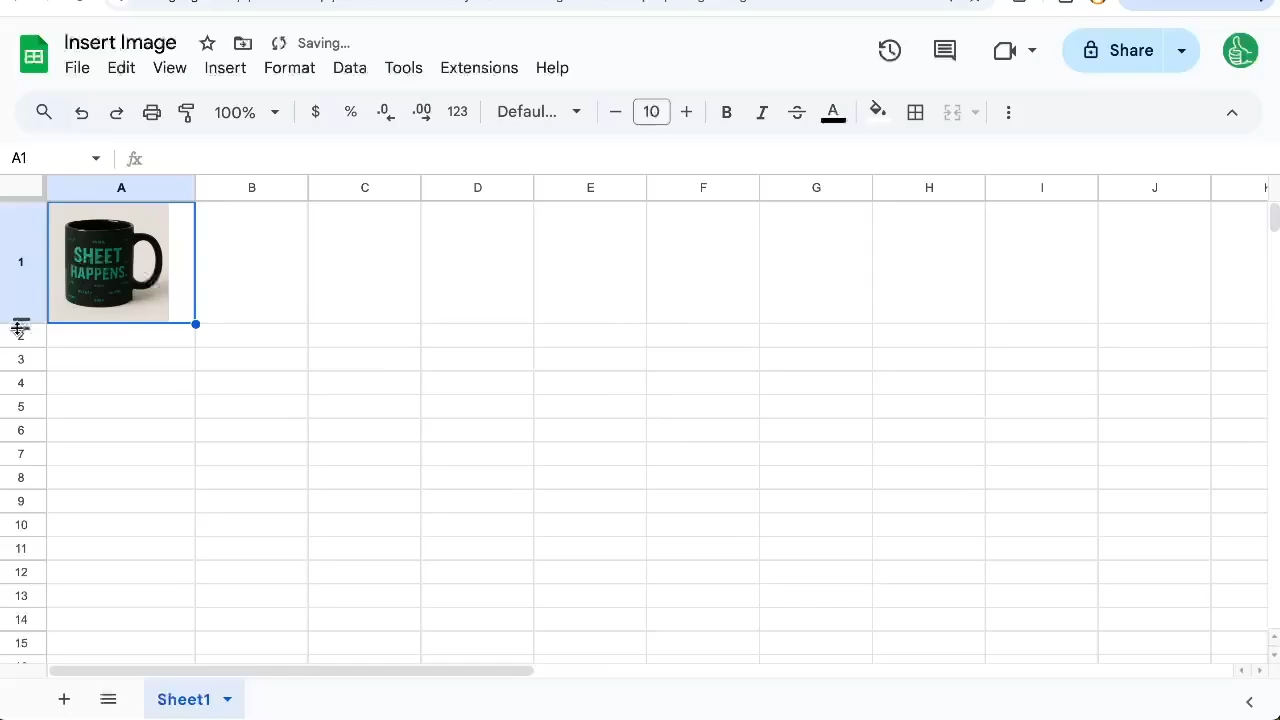 Insert Image Saving...
File Edit View Insert Format Data Tools Extensions Help
Share
100% $ % .0 .00 123 Defaul... 10 B I A
A1 fx
A B C D E F G H I J
1
SHEET
HAPPENS.
2
3
4
5
6
7
8
9
10
11
12
13
14
15
Sheet1